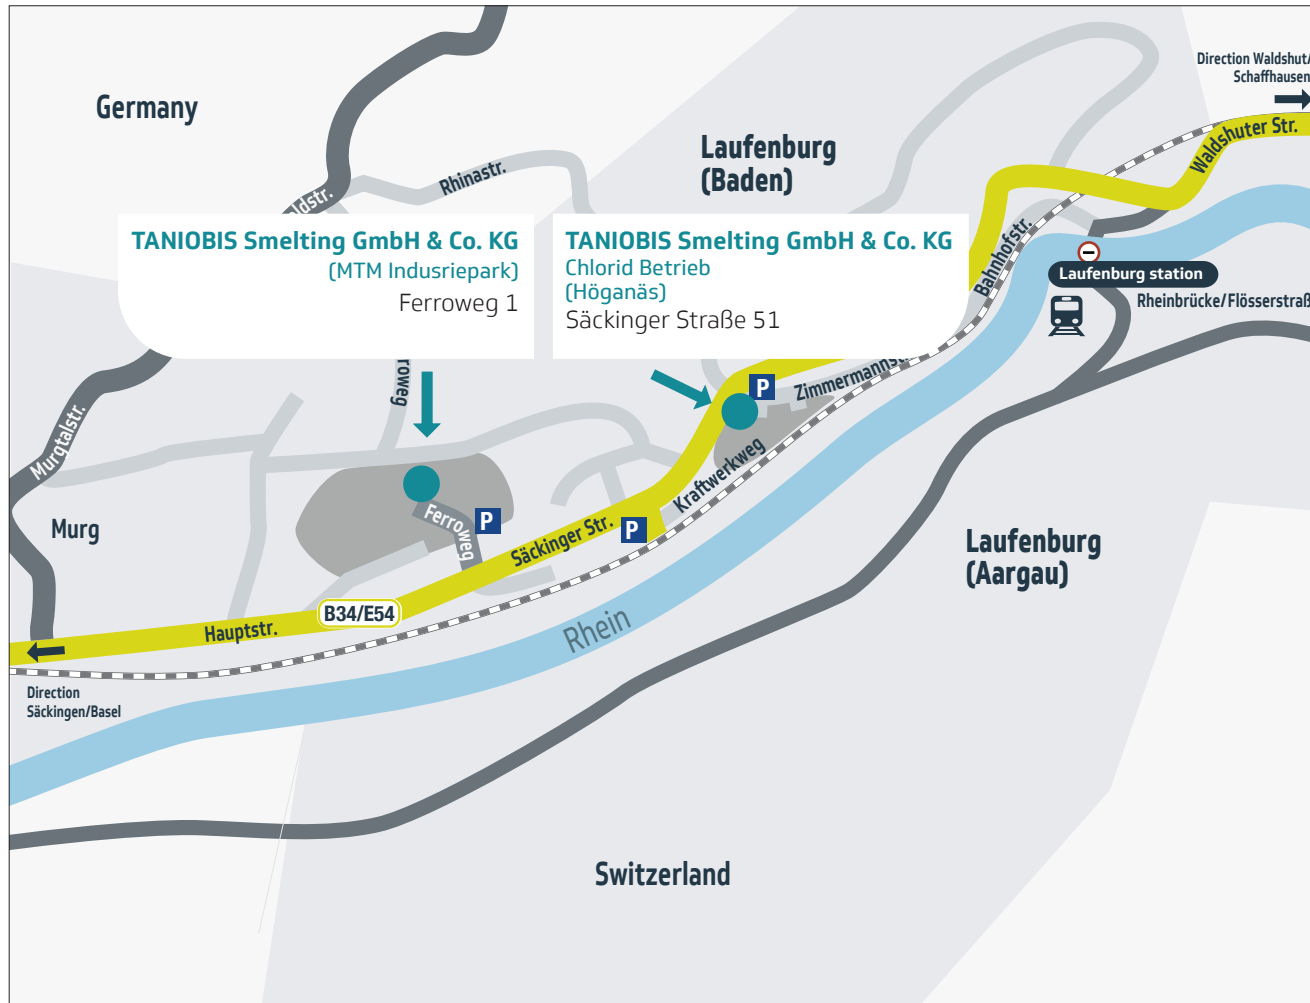 Direction Waldshut/
Schaffhausen
Germany
Waldshuter Str.
Laufenburg
(Baden)
Rhinastr.
TANIOBIS Smelting GmbH & Co. KG
(MTM Indusriepark)
Ferroweg 1
TANIOBIS Smelting GmbH & Co. KG
Chlorid Betrieb
(Höganäs)
Säckinger Straße 51
Bahnhofstr.
Laufenburg station
Rheinbrücke/Flösserstraß
P
Murgtalstr.
Kraftwerkweg
P
Ferroweg
P
Säckinger Str.
Murg
Laufenburg
(Aargau)
B34/E54
Hauptstr.
Rhein
Direction
Säckingen/Basel
Switzerland